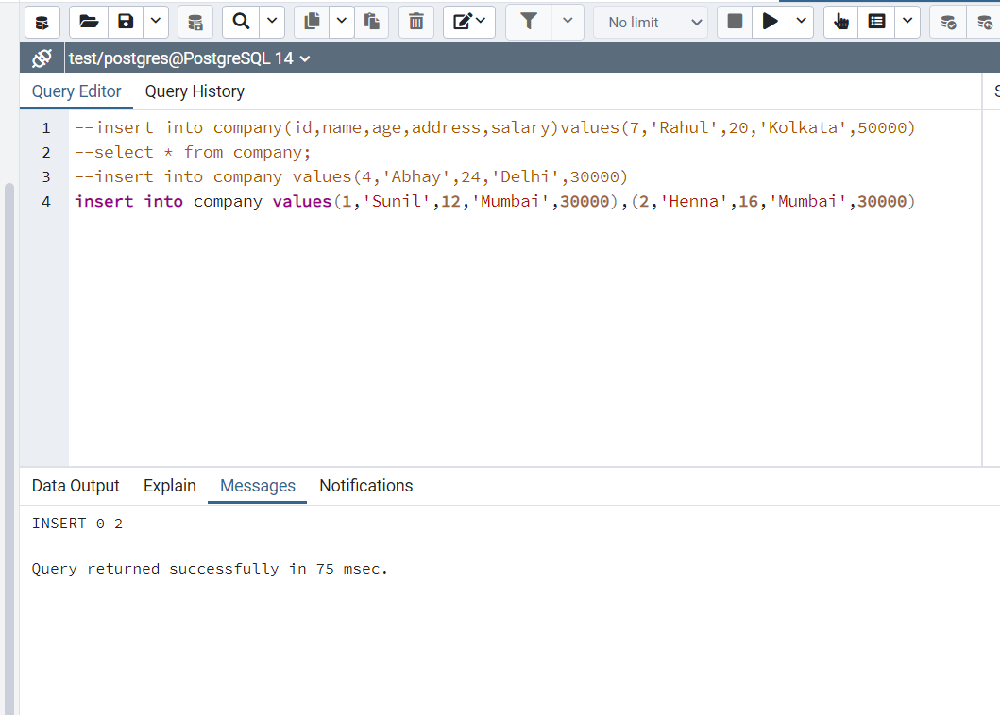 No limit
test/postgres@PostgreSQL 14
Query Editor Query History
S
1 --insert into company(id,name,age,address,salary)values(7,'Rahul',20,'Kolkata',50000)
2 --select * from company;
3 --insert into company values(4,'Abhay',24,'Delhi',30000)
4 insert into company values(1,'Sunil',12,'Mumbai',30000),(2,'Henna',16,'Mumbai',30000)
Data Output Explain Messages Notifications
INSERT 0 2
Query returned successfully in 75 msec.